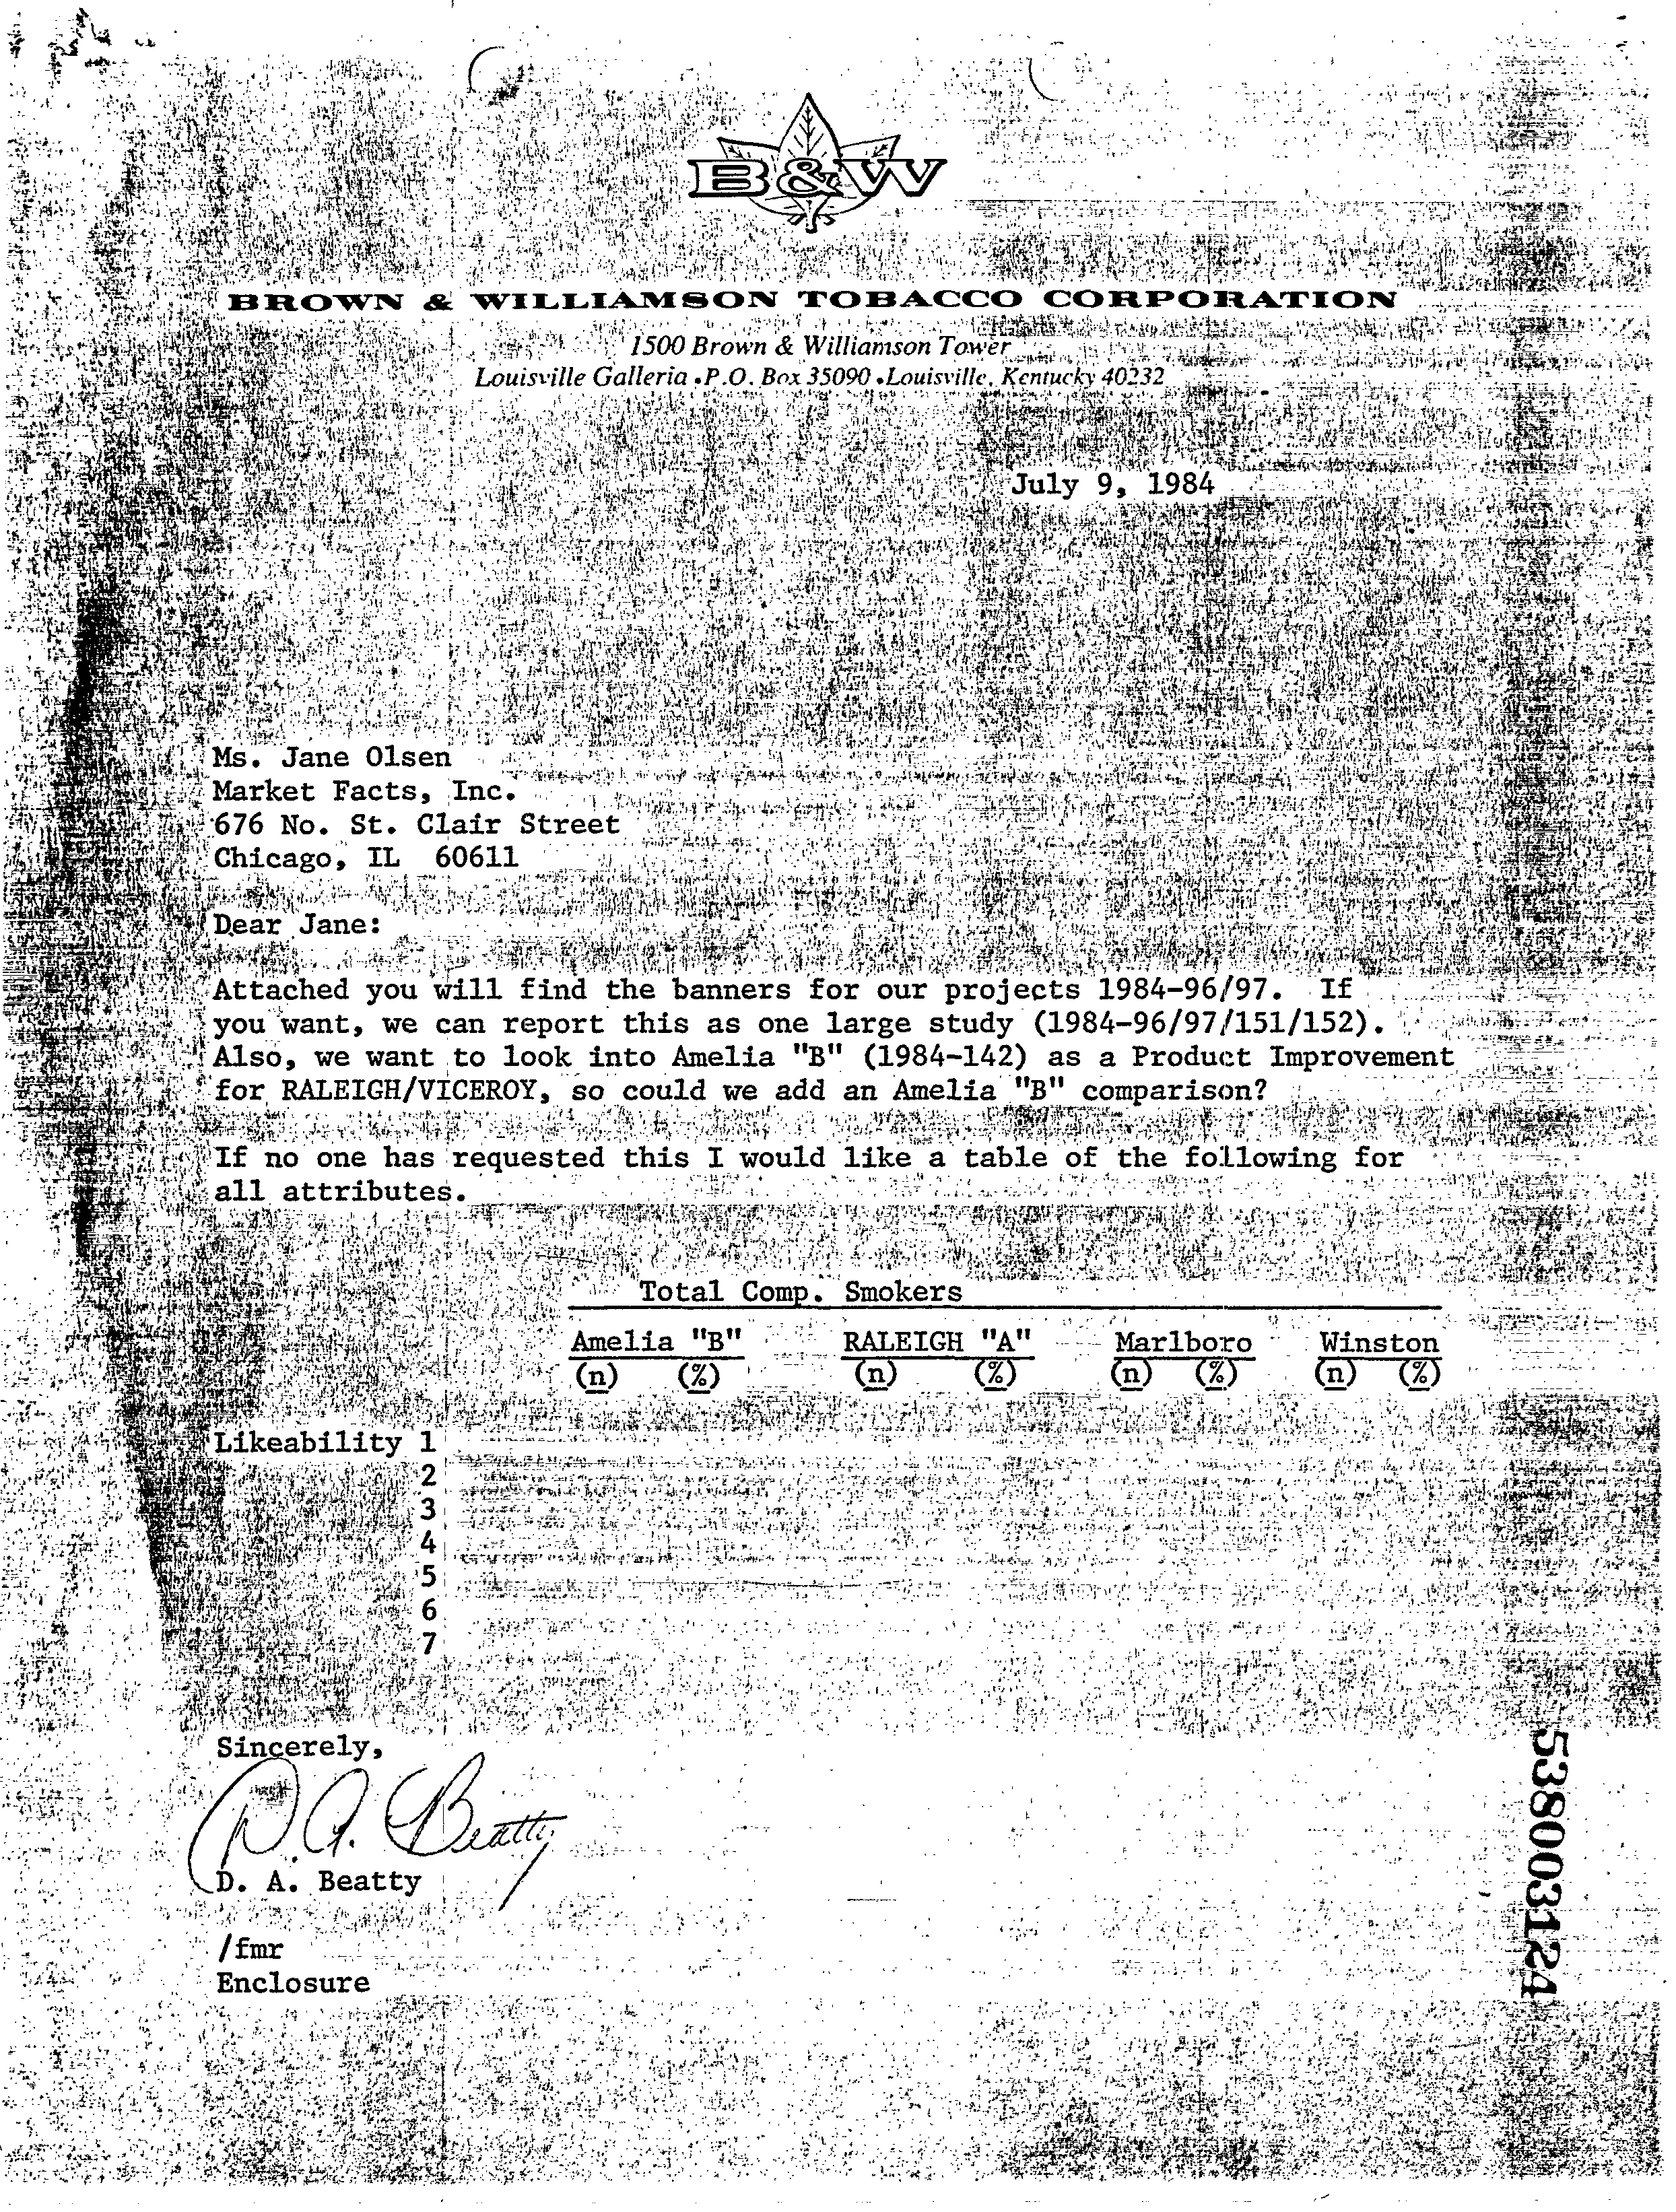 B&W
BROWN & WILLIAMSON TOBACCO CORPORATION
1500 Brown & Williamson Tower
Louisville Galleria • P.O. Box 35090 • Louisville, Kentucky 40232
July 9, 1984
Ms. Jane Olsen
Market Facts, Inc.
676 No. St. Clair Street
Chicago, IL 60611
Dear Jane:
Attached you will find the banners for our projects 1984-96/97. If
you want, we can report this as one large study (1984-96/97/151/152).
Also, we want to look into Amelia "B" (1984-142) as a Product Improvement
for RALEIGH/VICEROY, so could we add an Amelia "B" comparison?
If no one has requested this I would like a table of the following for
all attributes.
Total Comp. Smokers
Amelia "B" RALEIGH "A" Marlboro Winston
(n) (%) (n) (%) (n) (%) (n) (%)
Likeability 1
2
3
4
5
6
7
Sincerely,
D. A. Beatty
D. A. Beatty
/fmr
Enclosure
538003124